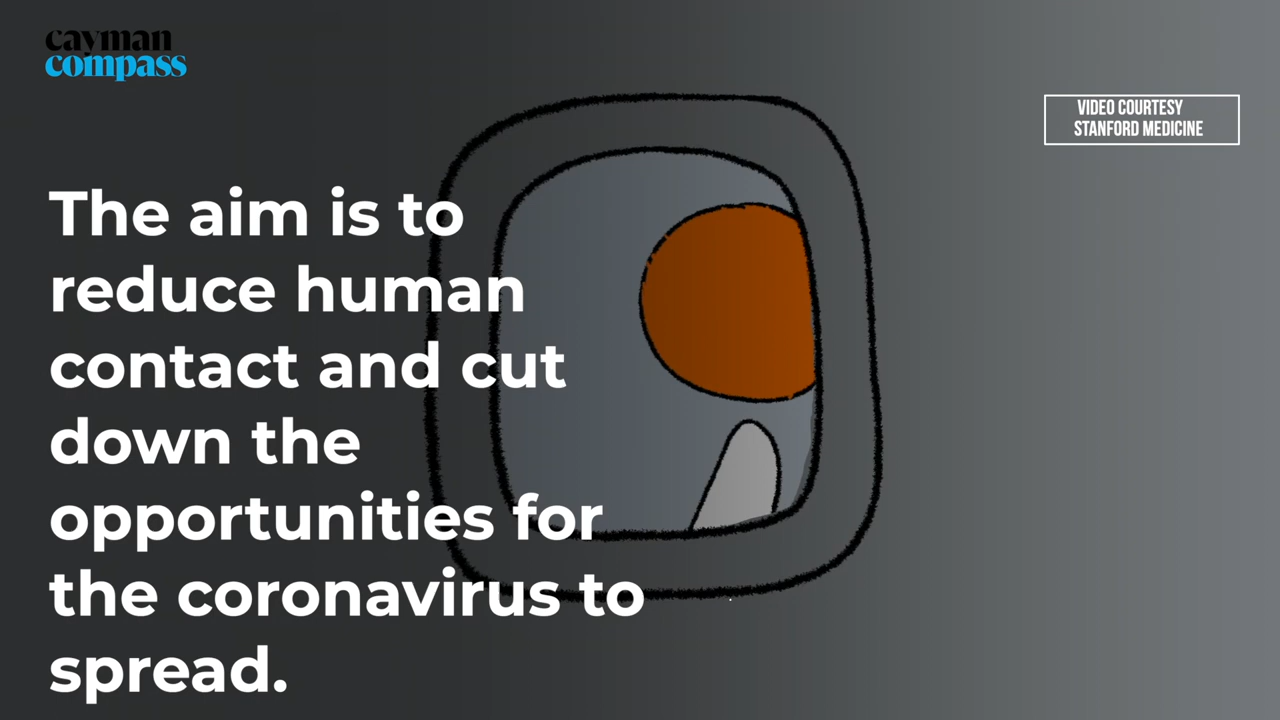 cayman
compass
VIDEO COURTESY
STANFORD MEDICINE
The aim is to
reduce human
contact and cut
down the
opportunities for
the coronavirus to
spread.